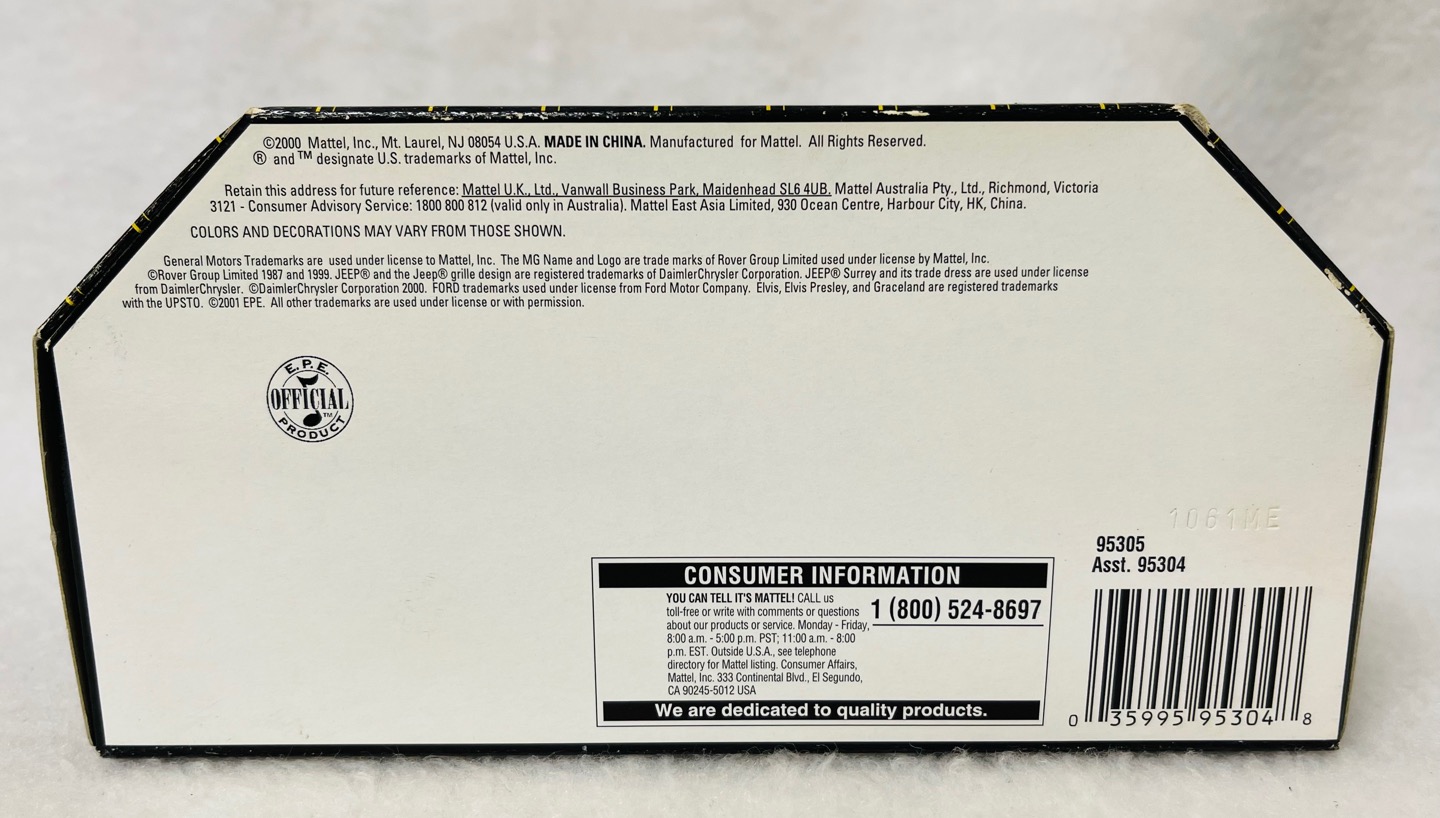 ©2000 Mattel, Inc., Mt. Laurel, NJ 08054 U.S.A. MADE IN CHINA. Manufactured for Mattel. All Rights Reserved.
® and ™ designate U.S. trademarks of Mattel, Inc.
Retain this address for future reference: Mattel U.K., Ltd., Vanwall Business Park, Maidenhead SL6 4UB. Mattel Australia Pty., Ltd., Richmond, Victoria
3121 - Consumer Advisory Service: 1800 800 812 (valid only in Australia). Mattel East Asia Limited, 930 Ocean Centre, Harbour City, HK, China.
COLORS AND DECORATIONS MAY VARY FROM THOSE SHOWN.
General Motors Trademarks are used under license to Mattel, Inc. The MG Name and Logo are trade marks of Rover Group Limited used under license by Mattel, Inc.
©Rover Group Limited 1987 and 1999. JEEP® and the Jeep® grille design are registered trademarks of DaimlerChrysler Corporation. JEEP® Surrey and its trade dress are used under license
from DaimlerChrysler. ©DaimlerChrysler Corporation 2000. FORD trademarks used under license from Ford Motor Company. Elvis, Elvis Presley, and Graceland are registered trademarks
with the UPSTO. ©2001 EPE. All other trademarks are used under license or with permission.
E.P.E.
OFFICIAL
™
PRODUCT
1061ME
95305
Asst. 95304
CONSUMER INFORMATION
YOU CAN TELL IT'S MATTEL! CALL us
toll-free or write with comments or questions
about our products or service. Monday - Friday,
8:00 a.m. - 5:00 p.m. PST; 11:00 a.m. - 8:00
p.m. EST. Outside U.S.A., see telephone
directory for Mattel listing. Consumer Affairs,
Mattel, Inc. 333 Continental Blvd., El Segundo,
CA 90245-5012 USA
1 (800) 524-8697
We are dedicated to quality products.
0 35995 95304 8